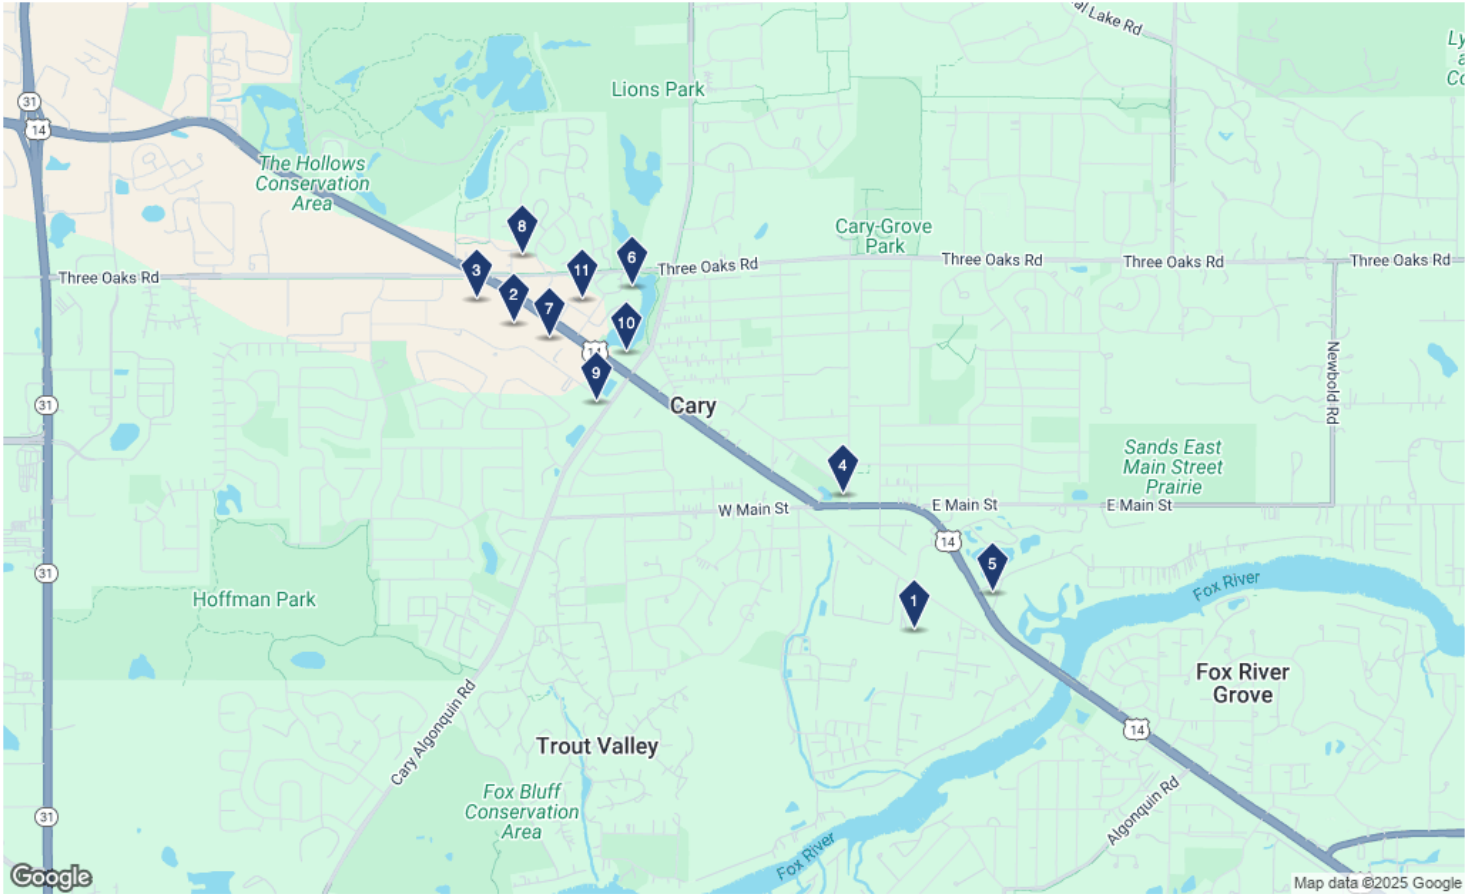 al Lake Rd
Ly
a
Co
31
14
Lions Park
The Hollows
Conservation
Area
Cary-Grove
Park
8
3
11
6
2
7
10
Three Oaks Rd
Three Oaks Rd
Three Oaks Rd
Three Oaks Rd
Three Oaks Rd
14
9
Newbold Rd
31
Cary
4
Sands East
Main Street
Prairie
W Main St
E Main St
E Main St
14
5
31
Fox River
Hoffman Park
1
Fox River
Grove
Cary Algonquin Rd
14
Trout Valley
Fox Bluff
Conservation
Area
Algonquin Rd
31
Fox River
Google
Map data ©2025 Google